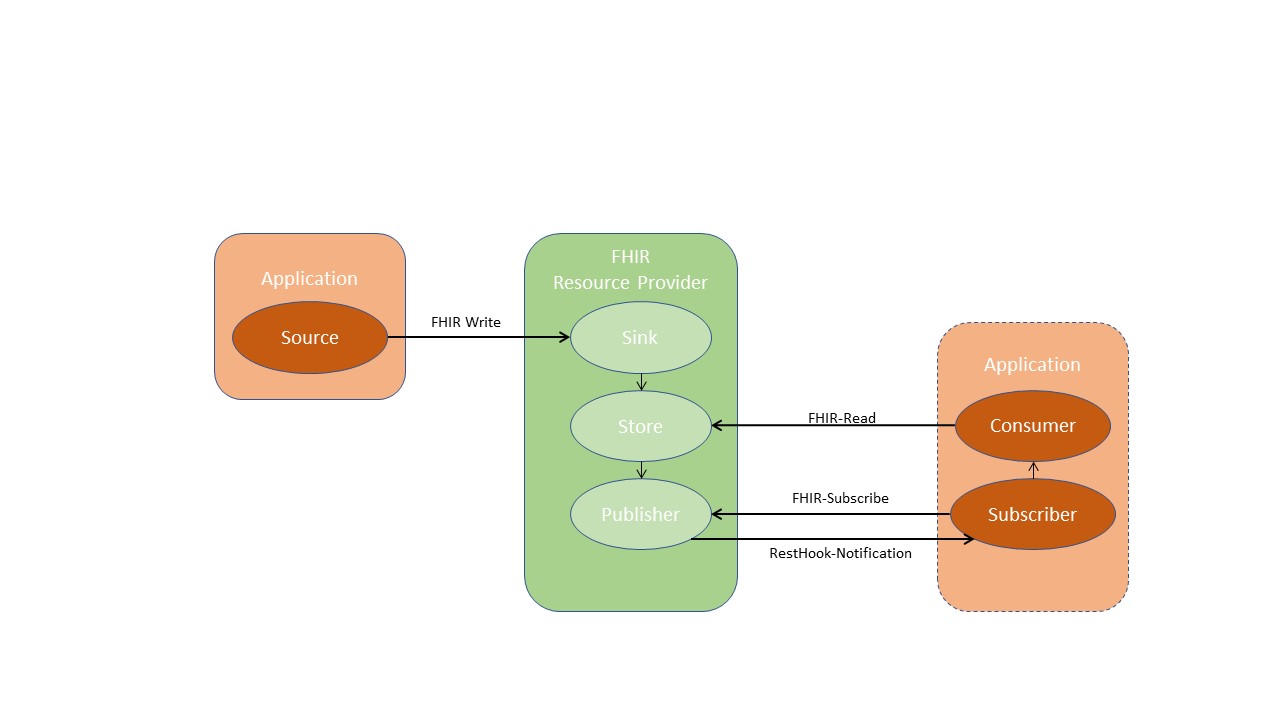 Application
Source
FHIR Write
FHIR
Resource Provider
Sink
Store
Publisher
FHIR-Read
FHIR-Subscribe
RestHook-Notification
Application
Consumer
Subscriber